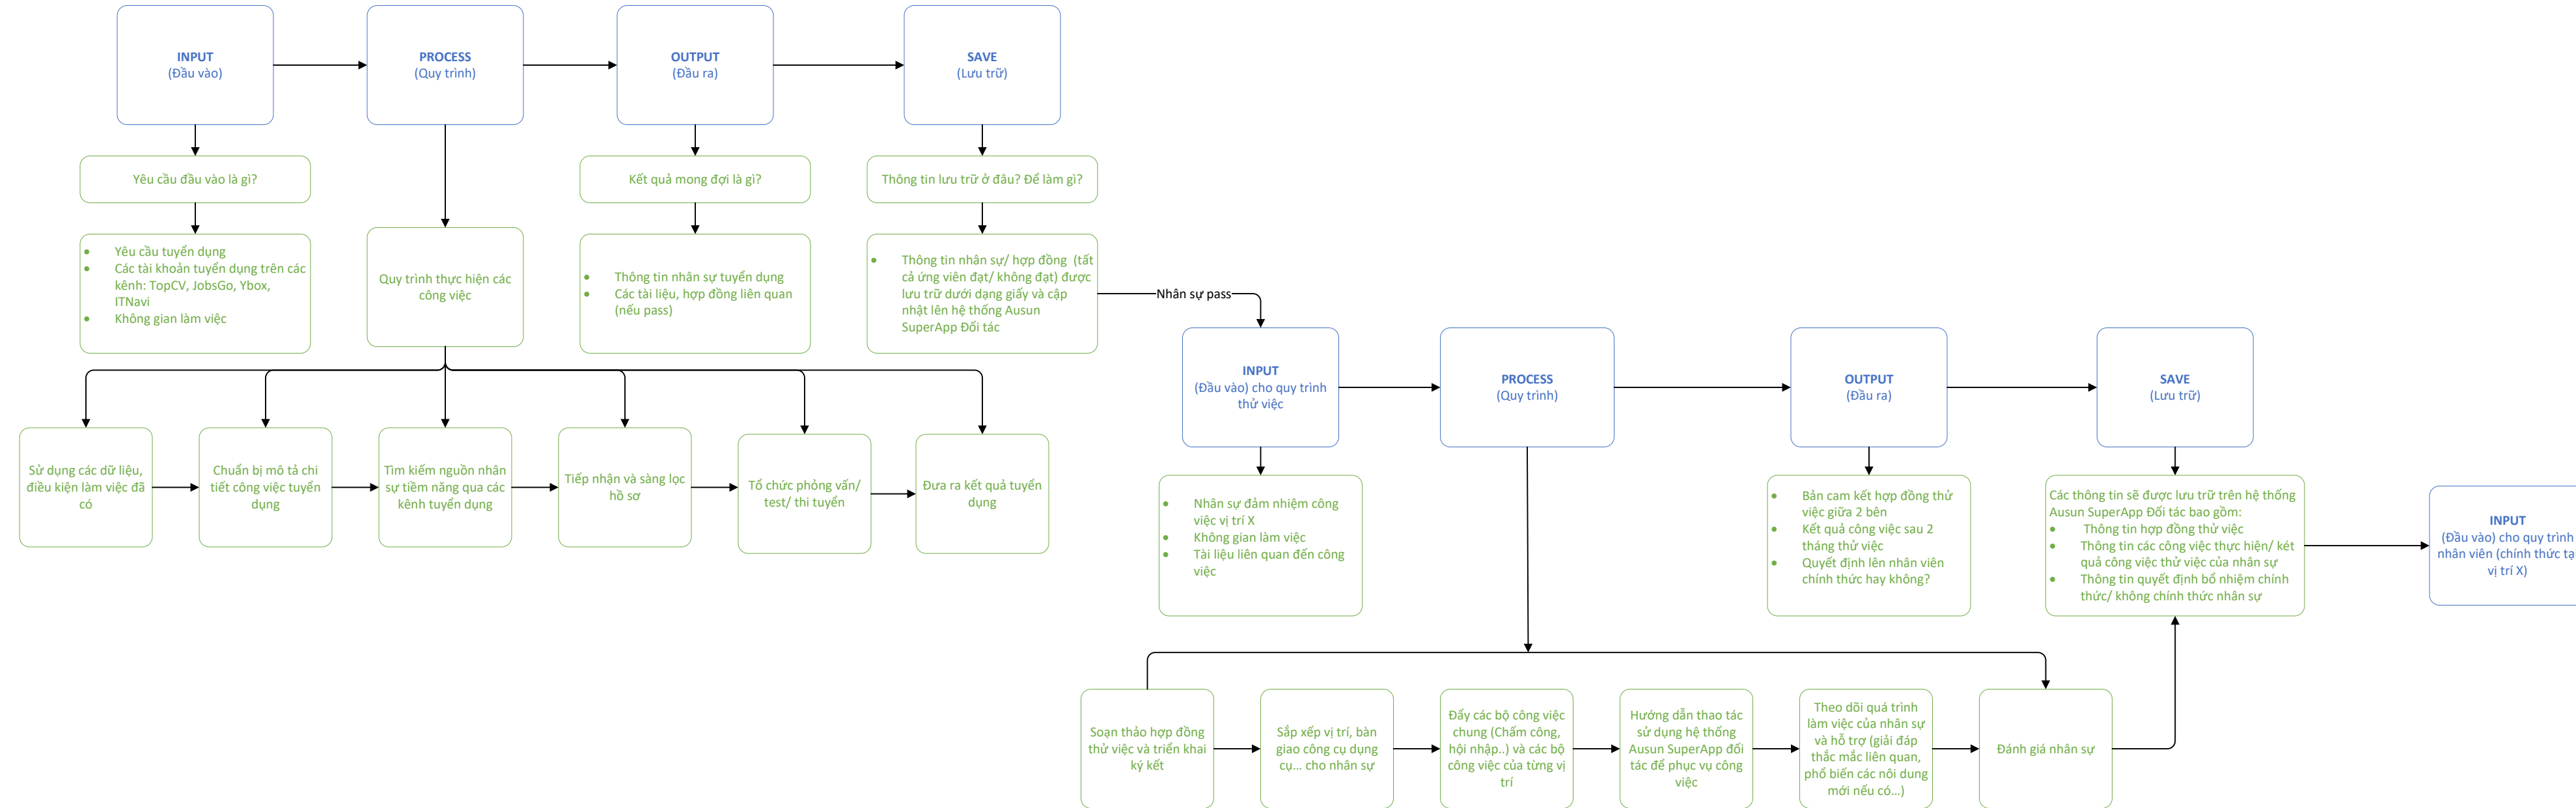 INPUT
(Đầu vào)
PROCESS
(Quy trình)
OUTPUT
(Đầu ra)
SAVE
(Lưu trữ)
Yêu cầu đầu vào là gì?
Kết quả mong đợi là gì?
Thông tin lưu trữ ở đâu? Để làm gì?
• Yêu cầu tuyển dụng
• Các tài khoản tuyển dụng trên các
kênh: TopCV, JobsGo, Ybox,
ITNavi
• Không gian làm việc
Quy trình thực hiện các
công việc
• Thông tin nhân sự tuyển dụng
• Các tài liệu, hợp đồng liên quan
(nếu pass)
• Thông tin nhân sự/ hợp đồng (tất
cả ứng viên đạt/ không đạt) được
lưu trữ dưới dạng giấy và cập
nhật lên hệ thống Ausun
SuperApp Đối tác
Nhân sự pass
Sử dụng các dữ liệu,
điều kiện làm việc đã
có
Chuẩn bị mô tả chi
tiết công việc tuyển
dụng
Tìm kiếm nguồn nhân
sự tiềm năng qua các
kênh tuyển dụng
Tiếp nhận và sàng lọc
hồ sơ
Tổ chức phỏng vấn/
test/ thi tuyển
Đưa ra kết quả tuyển
dụng
INPUT
(Đầu vào) cho quy trình
thử việc
PROCESS
(Quy trình)
OUTPUT
(Đầu ra)
SAVE
(Lưu trữ)
• Nhân sự đảm nhiệm công
việc vị trí X
• Không gian làm việc
• Tài liệu liên quan đến công
việc
• Bản cam kết hợp đồng thử
việc giữa 2 bên
• Kết quả công việc sau 2
tháng thử việc
• Quyết định lên nhân viên
chính thức hay không?
Các thông tin sẽ được lưu trữ trên hệ thống
Ausun SuperApp Đối tác bao gồm:
• Thông tin hợp đồng thử việc
• Thông tin các công việc thực hiện/ két
quả công việc thử việc của nhân sự
• Thông tin quyết định bổ nhiệm chính
thức/ không chính thức nhân sự
INPUT
(Đầu vào) cho quy trình
nhân viên (chính thức tạ
vị trí X)
Soạn thảo hợp đồng
thử việc và triển khai
ký kết
Sắp xếp vị trí, bàn
giao công cụ dụng
cụ... cho nhân sự
Đẩy các bộ công việc
chung (Chấm công,
hội nhập..) và các bộ
công việc của từng vị
trí
Hướng dẫn thao tác
sử dụng hệ thống
Ausun SuperApp đối
tác để phục vụ công
việc
Theo dõi quá trình
làm việc của nhân sự
và hỗ trợ (giải đáp
thắc mắc liên quan,
phổ biến các nôi dung
mới nếu có...)
Đánh giá nhân sự